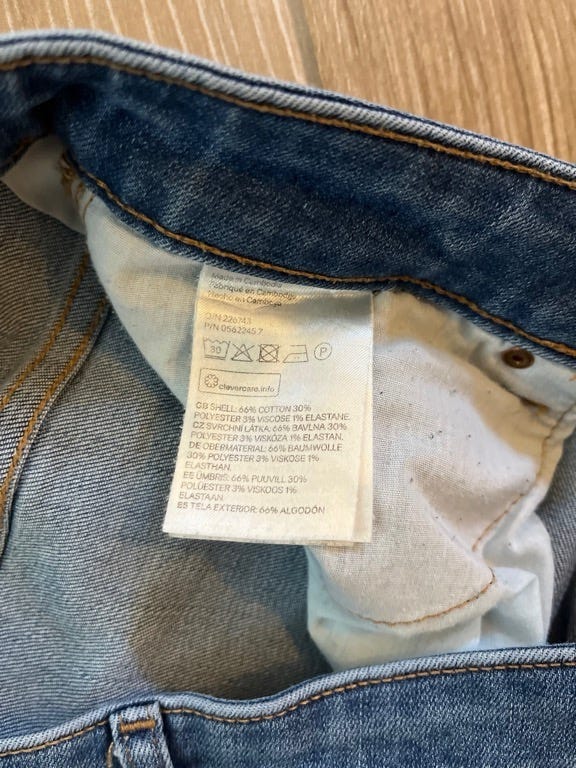 Made in Cambodia
Fabriqué en Cambodge
Hecho en Camboya
O/N 226743
P/N 0562245.7
30 P
clevercare.info
GB SHELL: 66% COTTON 30%
POLYESTER 3% VISCOSE 1% ELASTANE.
CZ SVRCHNÍ LÁTKA: 66% BAVLNA 30%
POLYESTER 3% VISKÓZA 1% ELASTAN.
DE OBERMATERIAL: 66% BAUMWOLLE
30% POLYESTER 3% VISKOSE 1%
ELASTHAN.
EE ÜMBRIS: 66% PUUVILL 30%
POLÜESTER 3% VISKOOS 1%
ELASTAAN.
ES TELA EXTERIOR: 66% ALGODÓN